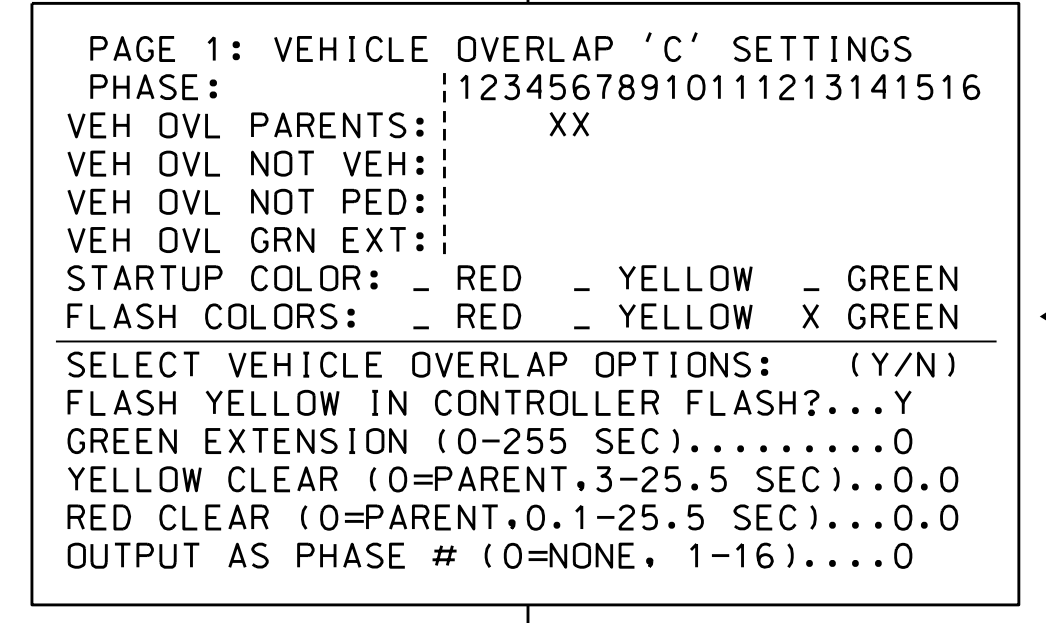 PAGE 1: VEHICLE OVERLAP 'C' SETTINGS
PHASE: ¦12345678910111213141516
VEH OVL PARENTS:¦ XX
VEH OVL NOT VEH:¦
VEH OVL NOT PED:¦
VEH OVL GRN EXT:¦
STARTUP COLOR: _ RED _ YELLOW _ GREEN
FLASH COLORS: _ RED _ YELLOW X GREEN
SELECT VEHICLE OVERLAP OPTIONS: (Y/N)
FLASH YELLOW IN CONTROLLER FLASH?...Y
GREEN EXTENSION (0-255 SEC).........0
YELLOW CLEAR (0=PARENT,3-25.5 SEC)..0.0
RED CLEAR (0=PARENT,0.1-25.5 SEC)...0.0
OUTPUT AS PHASE # (0=NONE, 1-16)....0